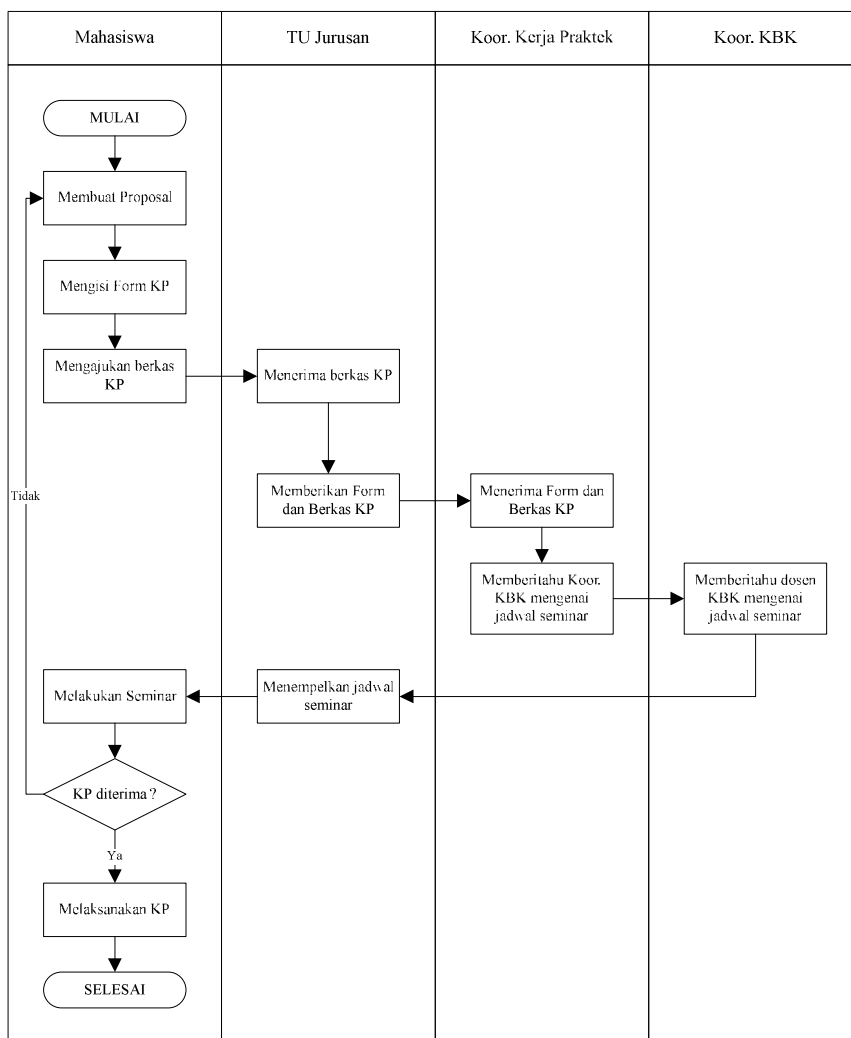 Mahasiswa
TU Jurusan
Koor. Kerja Praktek
Koor. KBK
MULAI
Membuat Proposal
Mengisi Form KP
Mengajukan berkas
KP
Menerima berkas KP
Memberikan Form
dan Berkas KP
Menerima Form dan
Berkas KP
Memberitahu Koor.
KBK mengenai
jadwal seminar
Memberitahu dosen
KBK mengenai
jadwal seminar
Menempelkan jadwal
seminar
Melakukan Seminar
KP diterima ?
Tidak
Ya
Melaksanakan KP
SELESAI